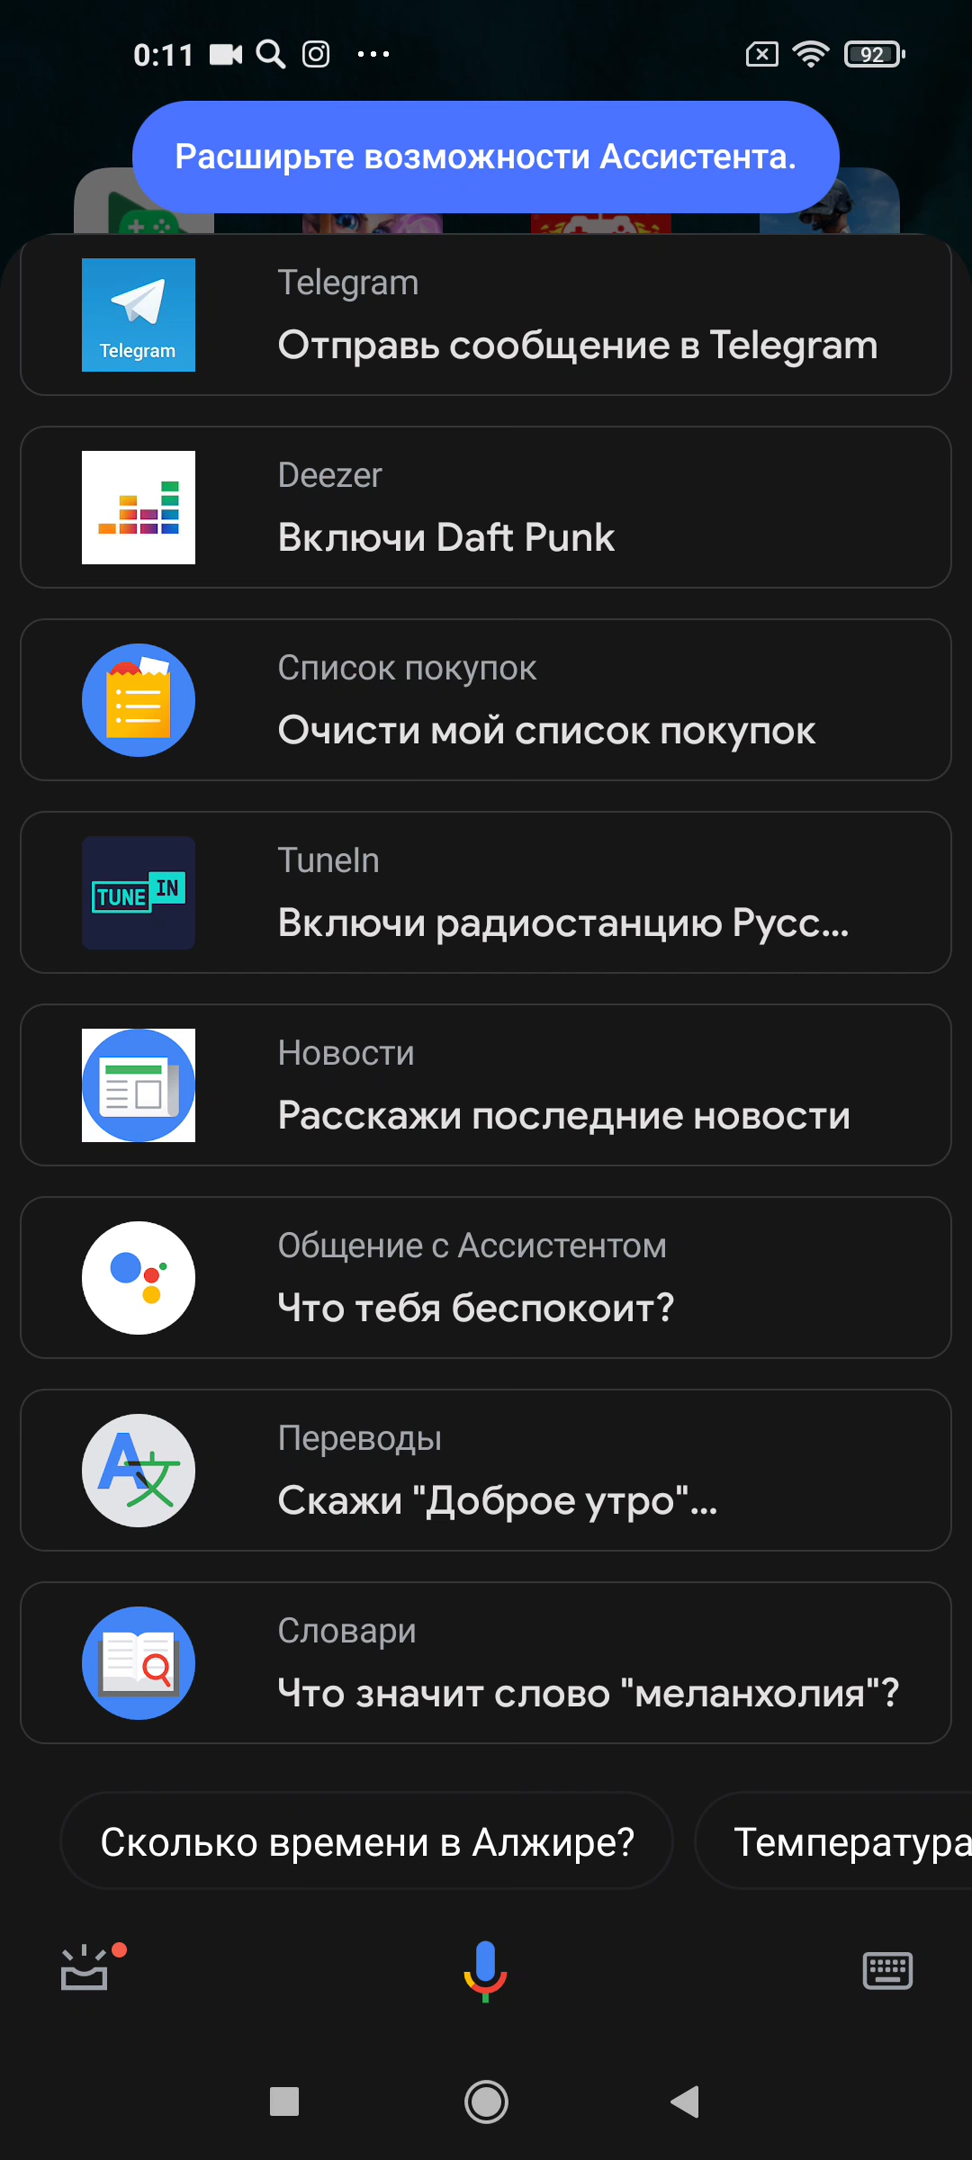 0:11
92
Расширьте возможности Ассистента.
Telegram
Telegram
Отправь сообщение в Telegram
Deezer
Включи Daft Punk
Список покупок
Очисти мой список покупок
TUNE IN
TuneIn
Включи радиостанцию Русс...
Новости
Расскажи последние новости
Общение с Ассистентом
Что тебя беспокоит?
Переводы
Скажи "Доброе утро"...
Словари
Что значит слово "меланхолия"?
Сколько времени в Алжире?
Температура